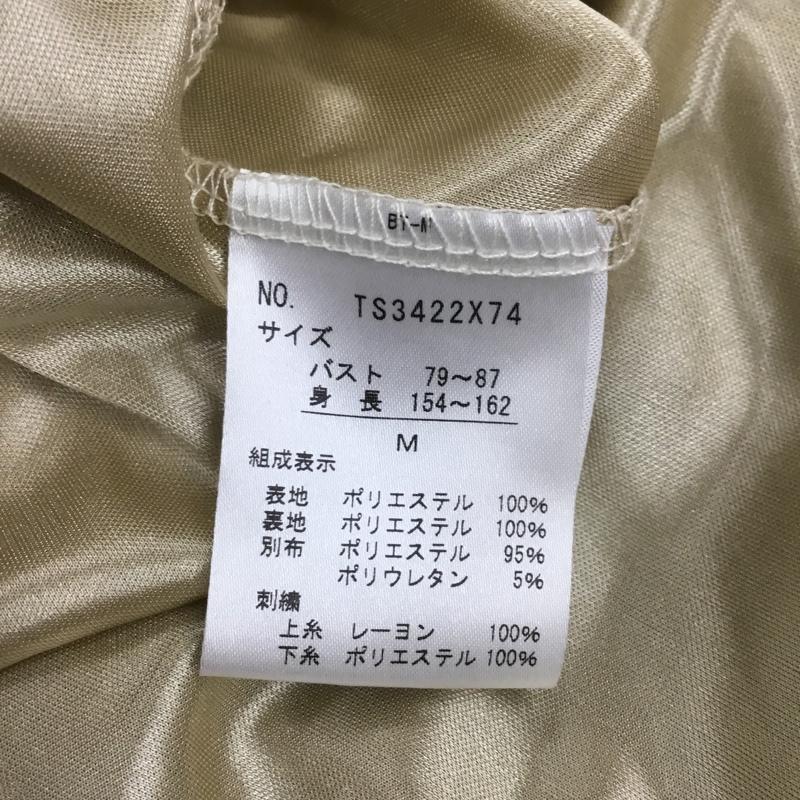 BT-M
NO. TS3422X74
サイズ
バスト 79～87
身長 154～162
M
組成表示
表地 ポリエステル 100%
裏地 ポリエステル 100%
別布 ポリエステル 95%
ポリウレタン 5%
刺繍
上糸 レーヨン 100%
下糸 ポリエステル 100%